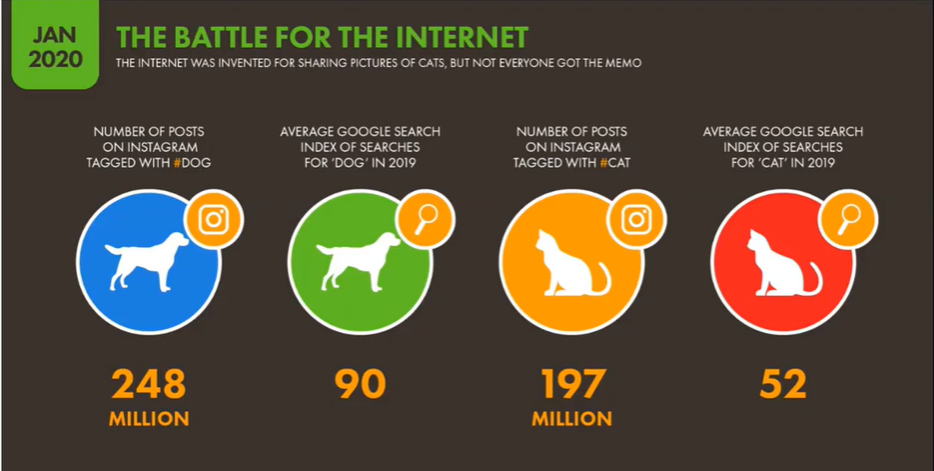 JAN
2020
THE BATTLE FOR THE INTERNET
THE INTERNET WAS INVENTED FOR SHARING PICTURES OF CATS, BUT NOT EVERYONE GOT THE MEMO
NUMBER OF POSTS
ON INSTAGRAM
TAGGED WITH #DOG
248
MILLION
AVERAGE GOOGLE SEARCH
INDEX OF SEARCHES
FOR ‘DOG’ IN 2019
90
NUMBER OF POSTS
ON INSTAGRAM
TAGGED WITH #CAT
197
MILLION
AVERAGE GOOGLE SEARCH
INDEX OF SEARCHES
FOR ‘CAT’ IN 2019
52